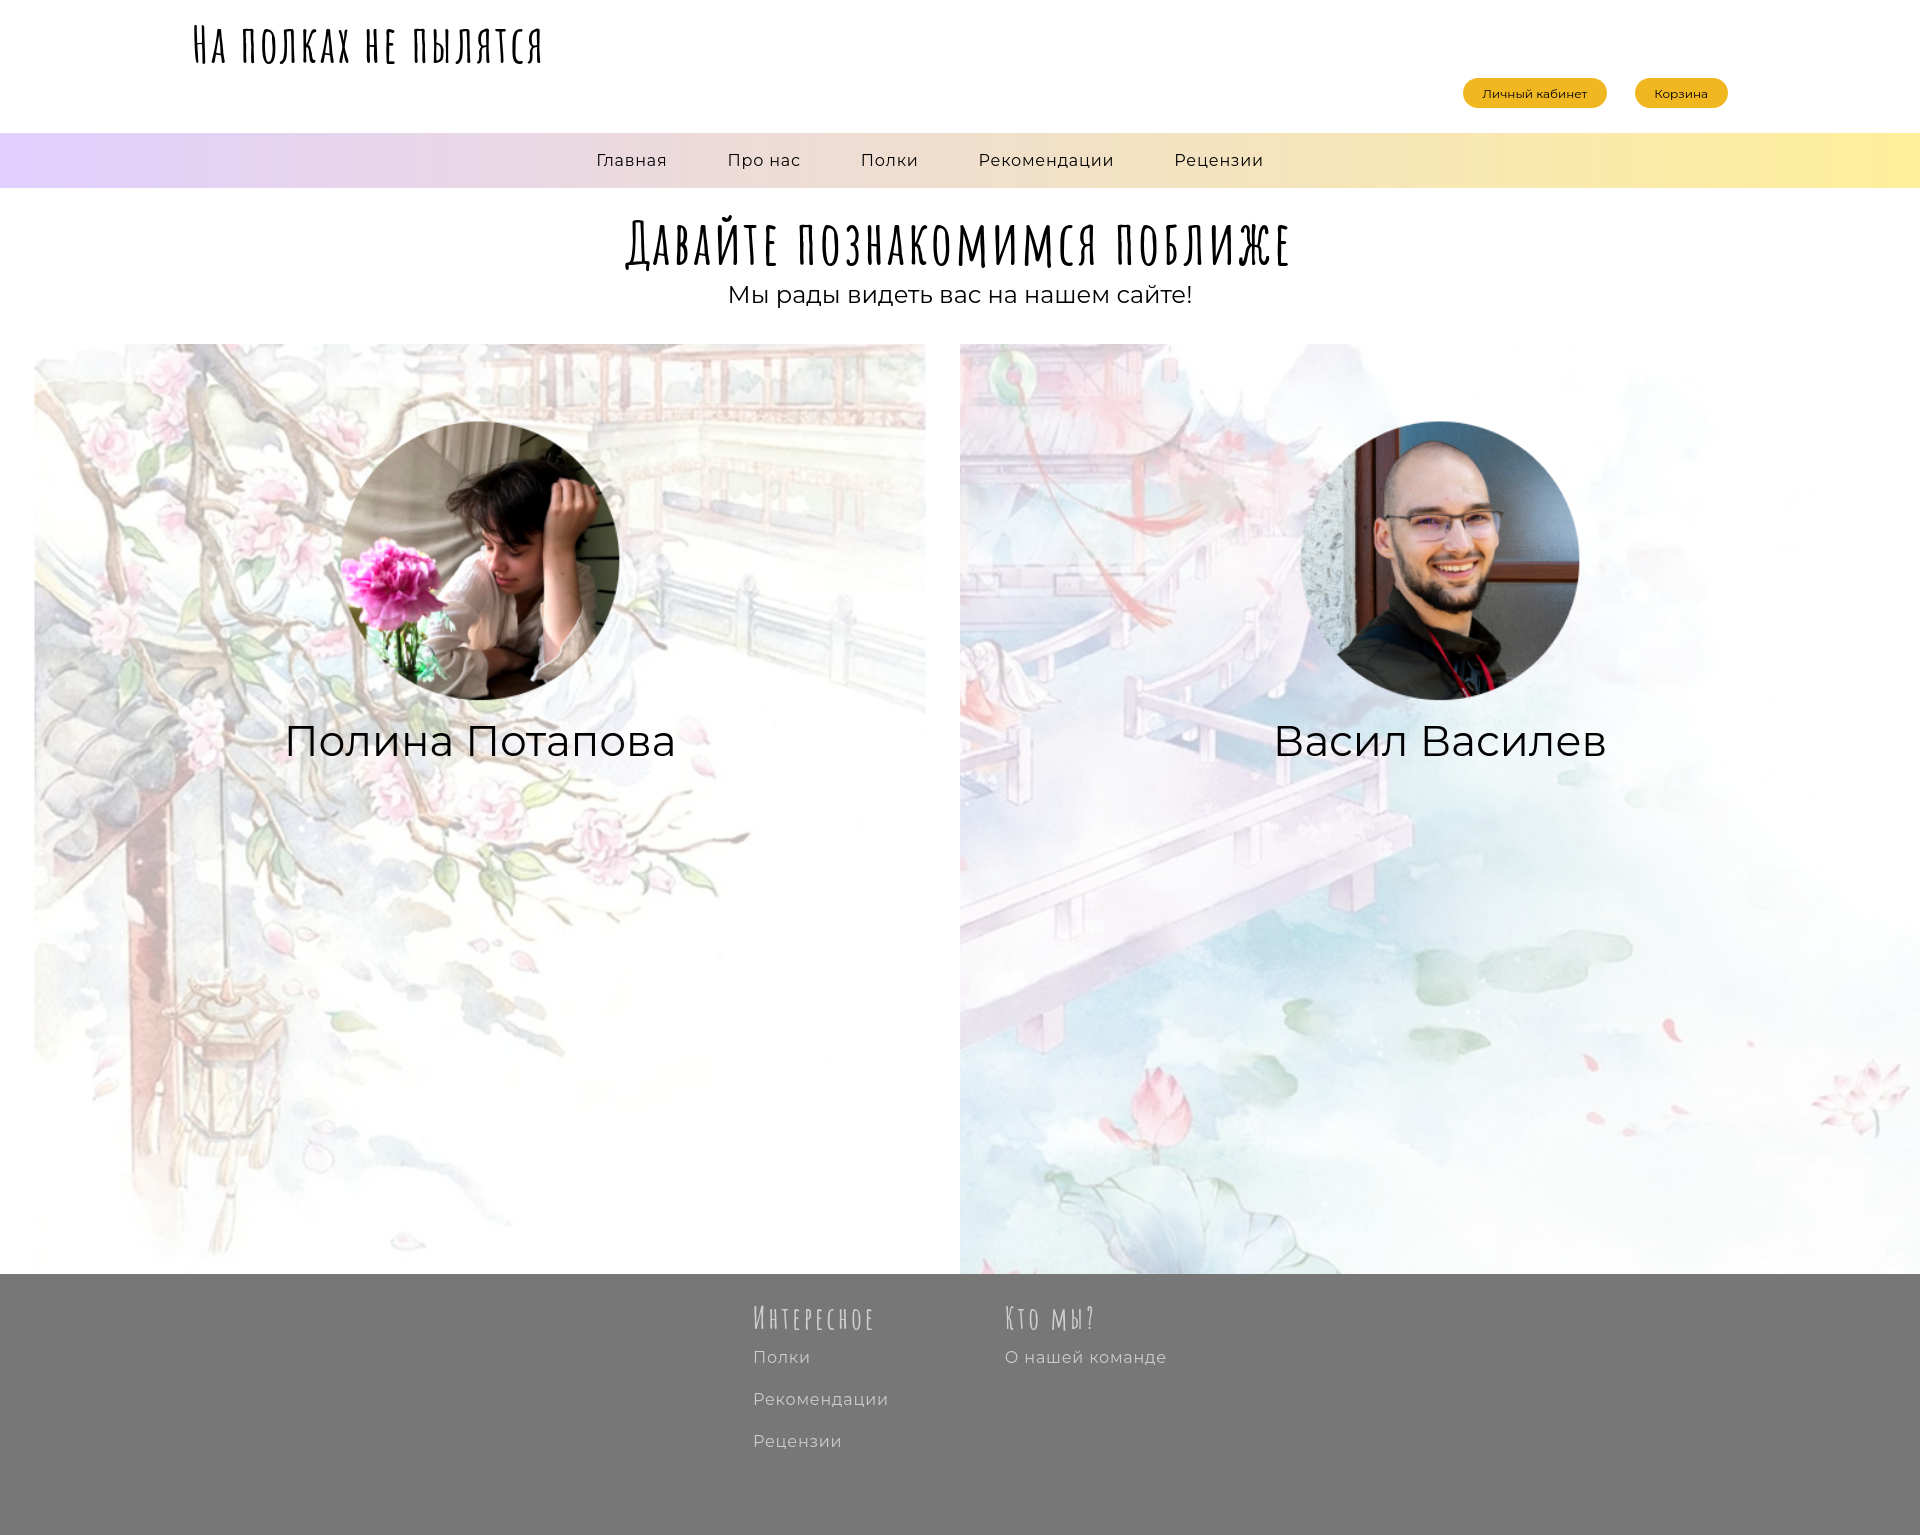 На полках не пылятся
Личный кабинет
Корзина
Главная
Про нас
Полки
Рекомендации
Рецензии
Давайте познакомимся поближе
Мы рады видеть вас на нашем сайте!
Полина Потапова
Васил Василев
Интересное
Полки
Рекомендации
Рецензии
Кто мы?
О нашей команде